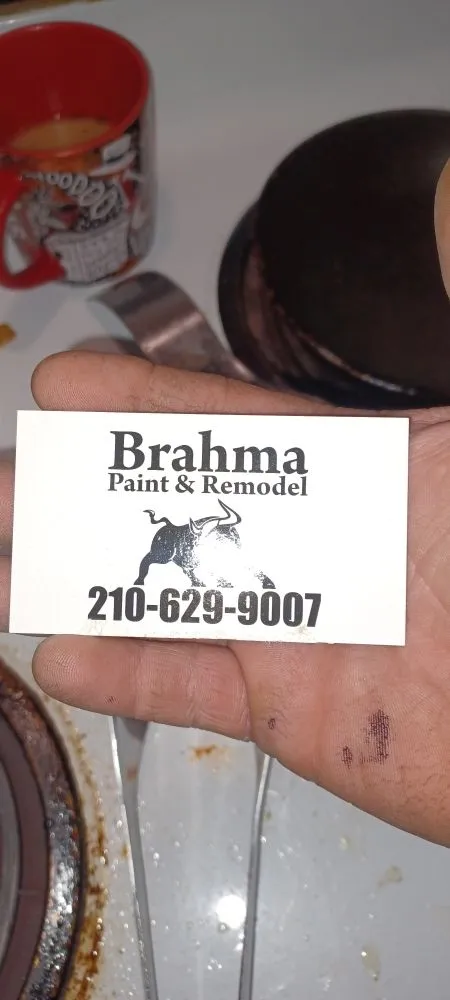 Brahma
Paint & Remodel
210-629-9007